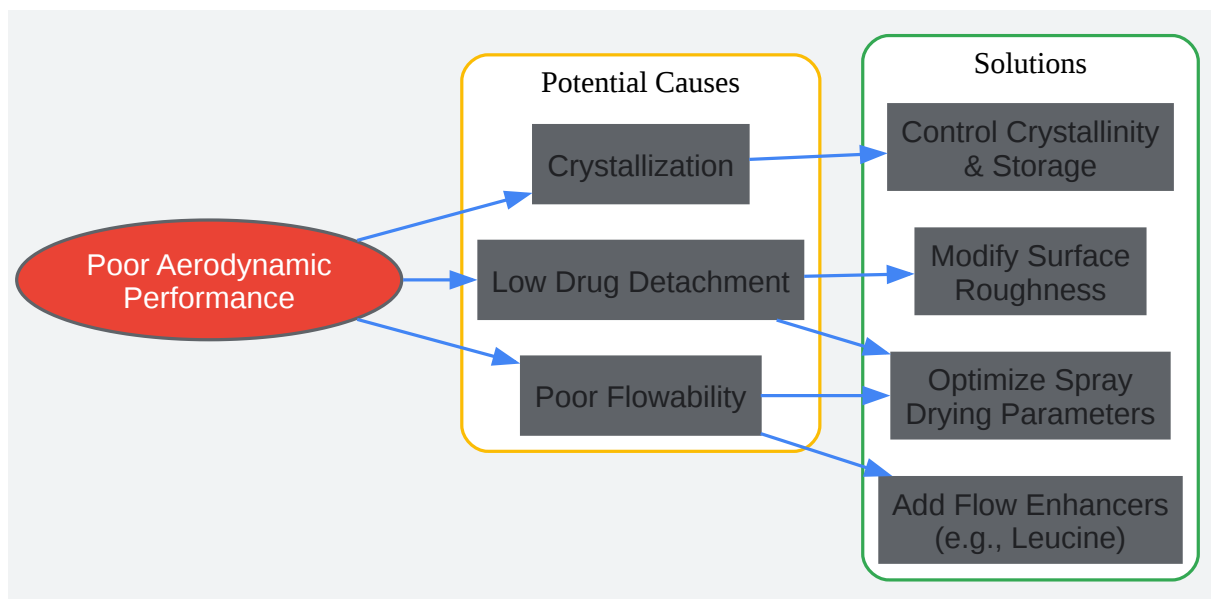 Poor Aerodynamic
Performance
Potential Causes
Crystallization
Low Drug Detachment
Poor Flowability
Solutions
Control Crystallinity
& Storage
Modify Surface
Roughness
Optimize Spray
Drying Parameters
Add Flow Enhancers
(e.g., Leucine)